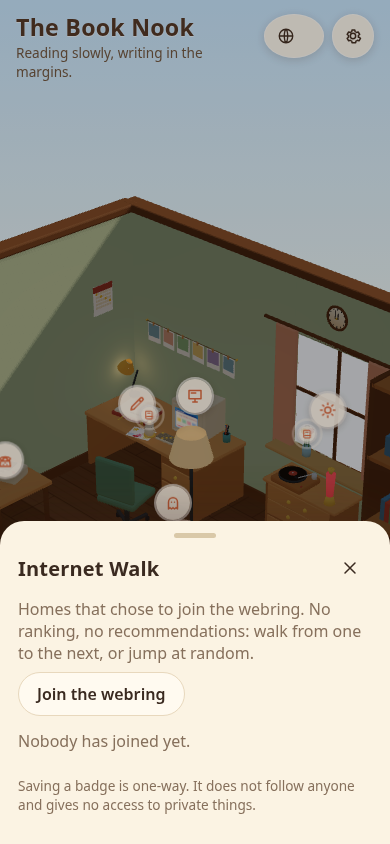 The Book Nook
Reading slowly, writing in the
margins.
Internet Walk
Homes that chose to join the webring. No
ranking, no recommendations: walk from one
to the next, or jump at random.
Join the webring
Nobody has joined yet.
Saving a badge is one-way. It does not follow anyone
and gives no access to private things.